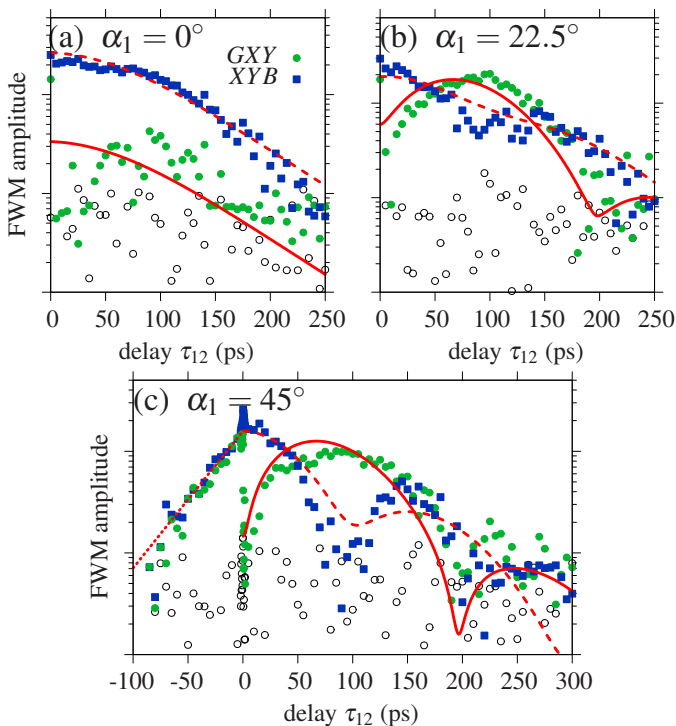 (a) α₁ = 0°
GXY
XYB
FWM amplitude
0 50 100 150 200 250
delay τ₁₂ (ps)
(b) α₁ = 22.5°
0 50 100 150 200 250
delay τ₁₂ (ps)
(c) α₁ = 45°
FWM amplitude
-100 -50 0 50 100 150 200 250 300
delay τ₁₂ (ps)